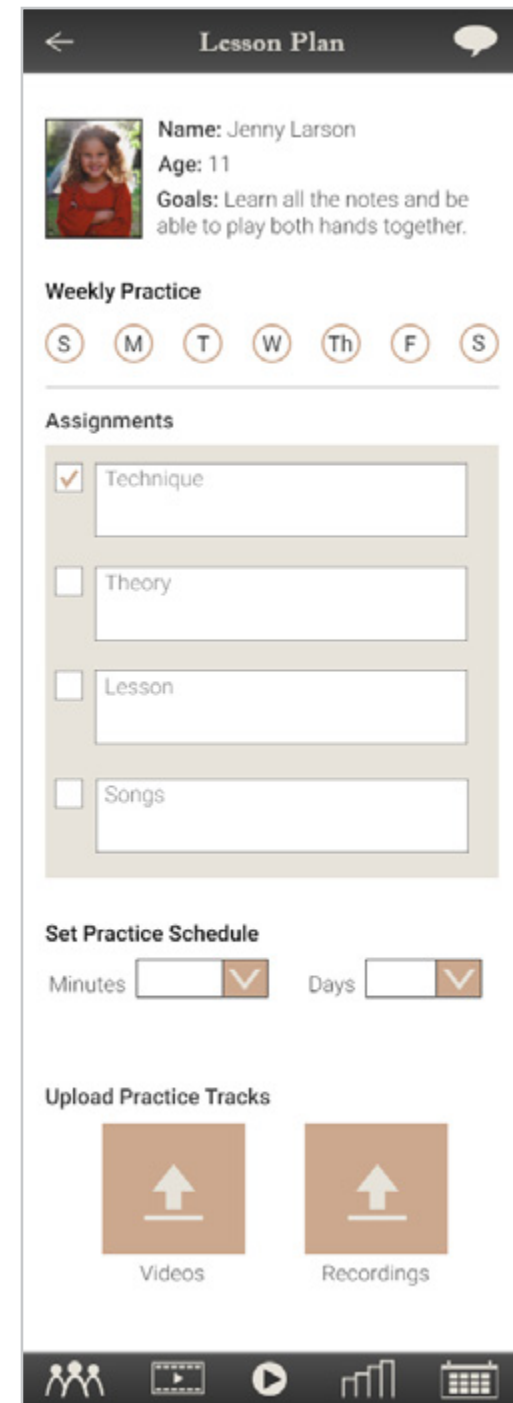 Lesson Plan
Name: Jenny Larson
Age: 11
Goals: Learn all the notes and be
able to play both hands together.
Weekly Practice
S M T W Th F S
Assignments
Technique
Theory
Lesson
Songs
Set Practice Schedule
Minutes Days
Upload Practice Tracks
Videos Recordings